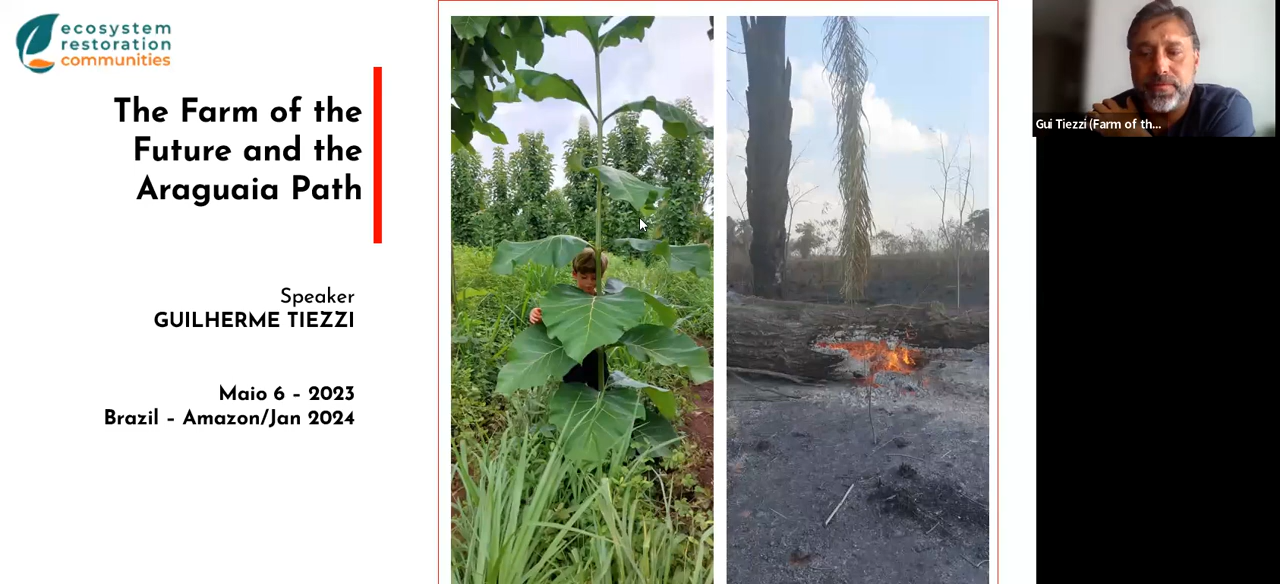 ecosystem
restoration
communities
The Farm of the
Future and the
Araguaia Path
Speaker
GUILHERME TIEZZI
Maio 6 – 2023
Brazil – Amazon/Jan 2024
Gui Tiezzi (Farm of th...